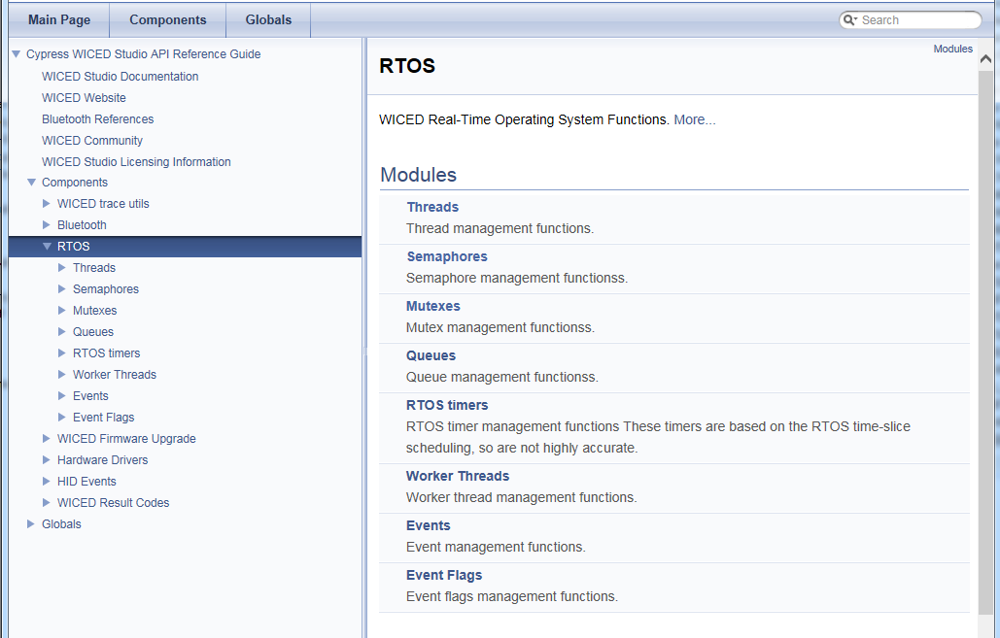 Main Page
Components
Globals
Search
Cypress WICED Studio API Reference Guide
WICED Studio Documentation
WICED Website
Bluetooth References
WICED Community
WICED Studio Licensing Information
Components
WICED trace utils
Bluetooth
RTOS
Threads
Semaphores
Mutexes
Queues
RTOS timers
Worker Threads
Events
Event Flags
WICED Firmware Upgrade
Hardware Drivers
HID Events
WICED Result Codes
Globals
Modules
RTOS
WICED Real-Time Operating System Functions. More...
Modules
Threads
Thread management functions.
Semaphores
Semaphore management functionss.
Mutexes
Mutex management functionss.
Queues
Queue management functionss.
RTOS timers
RTOS timer management functions These timers are based on the RTOS time-slice
scheduling, so are not highly accurate.
Worker Threads
Worker thread management functions.
Events
Event management functions.
Event Flags
Event flags management functions.